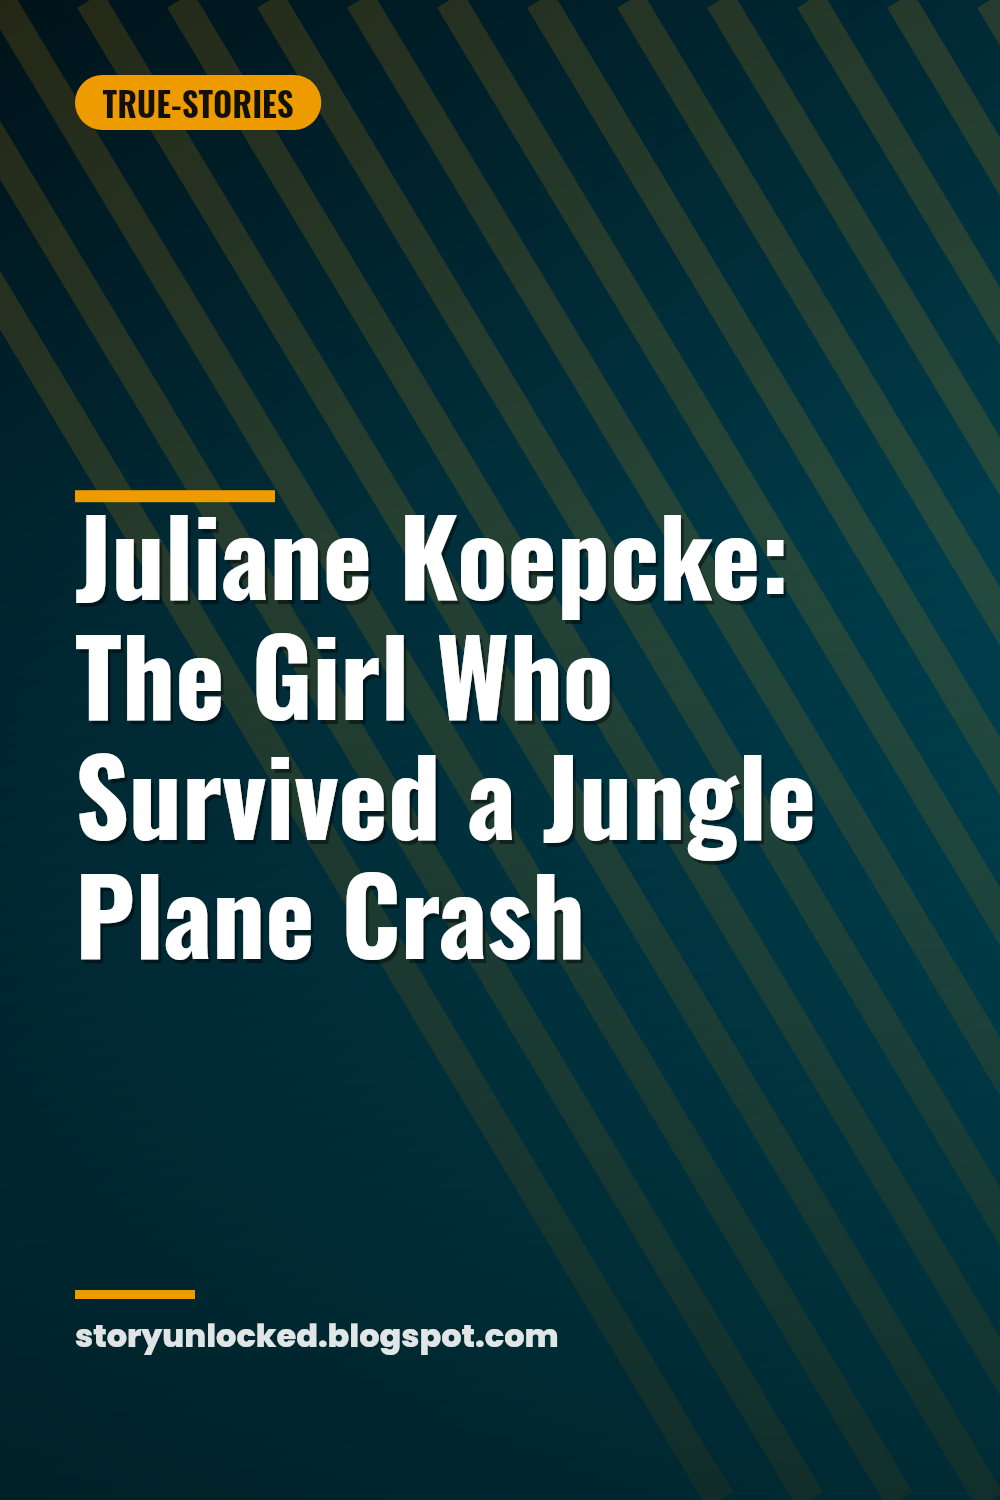 TRUE-STORIES
Juliane Koepcke:
The Girl Who
Survived a Jungle
Plane Crash
storyunlocked.blogspot.com